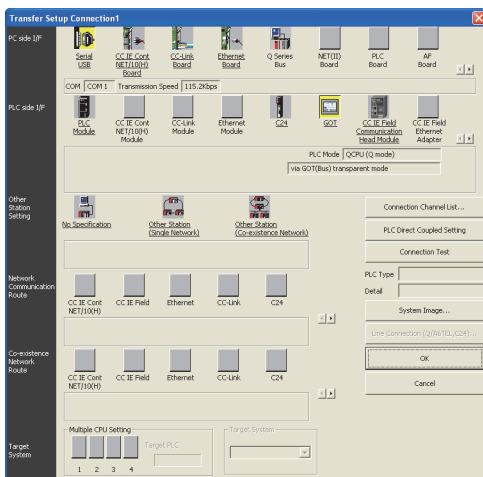 Transfer Setup Connection1
PC side I/F
Serial USB
CC IE Cont NET/10(H) Board
CC-Link Board
Ethernet Board
Q Series Bus
NET(II) Board
PLC Board
AF Board
COM COM 1 Transmission Speed 115.2Kbps
PLC side I/F
PLC Module
CC IE Cont NET/10(H) Module
CC-Link Module
Ethernet Module
C24
GOT
CC IE Field Communication Head Module
CC IE Field Ethernet Adapter
PLC Mode QCPU (Q mode)
via GOT(Bus) transparent mode
Other Station Setting
No Specification
Other Station (Single Network)
Other Station (Co-existence Network)
Connection Channel List...
PLC Direct Coupled Setting
Connection Test
PLC Type
Detail
System Image...
Line Connection (Q/A6TEL,C24)...
OK
Cancel
Network Communication Route
CC IE Cont NET/10(H)
CC IE Field
Ethernet
CC-Link
C24
Co-existence Network Route
CC IE Cont NET/10(H)
CC IE Field
Ethernet
CC-Link
C24
Target System
Multiple CPU Setting
1 2 3 4
Target PLC
Target System